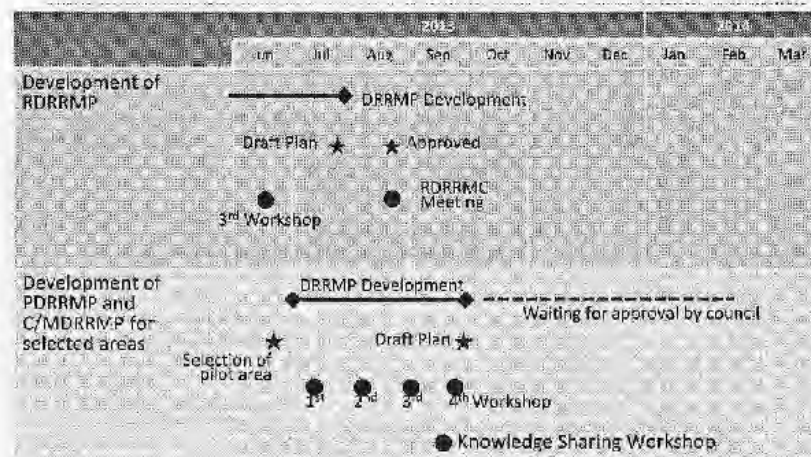 2013 2014
Jun Jul Aug Sep Oct Nov Dec Jan Feb Mar
Development of
RDRRMP
DRRMP Development
Draft Plan Approved
RDRRMC
Meeting
3rd Workshop
Development of
PDRRMP and
C/MDRRMP for
selected areas
DRRMP Development
Waiting for approval by council
Draft Plan
Selection of
pilot area
1st 2nd 3rd 4th Workshop
Knowledge Sharing Workshop